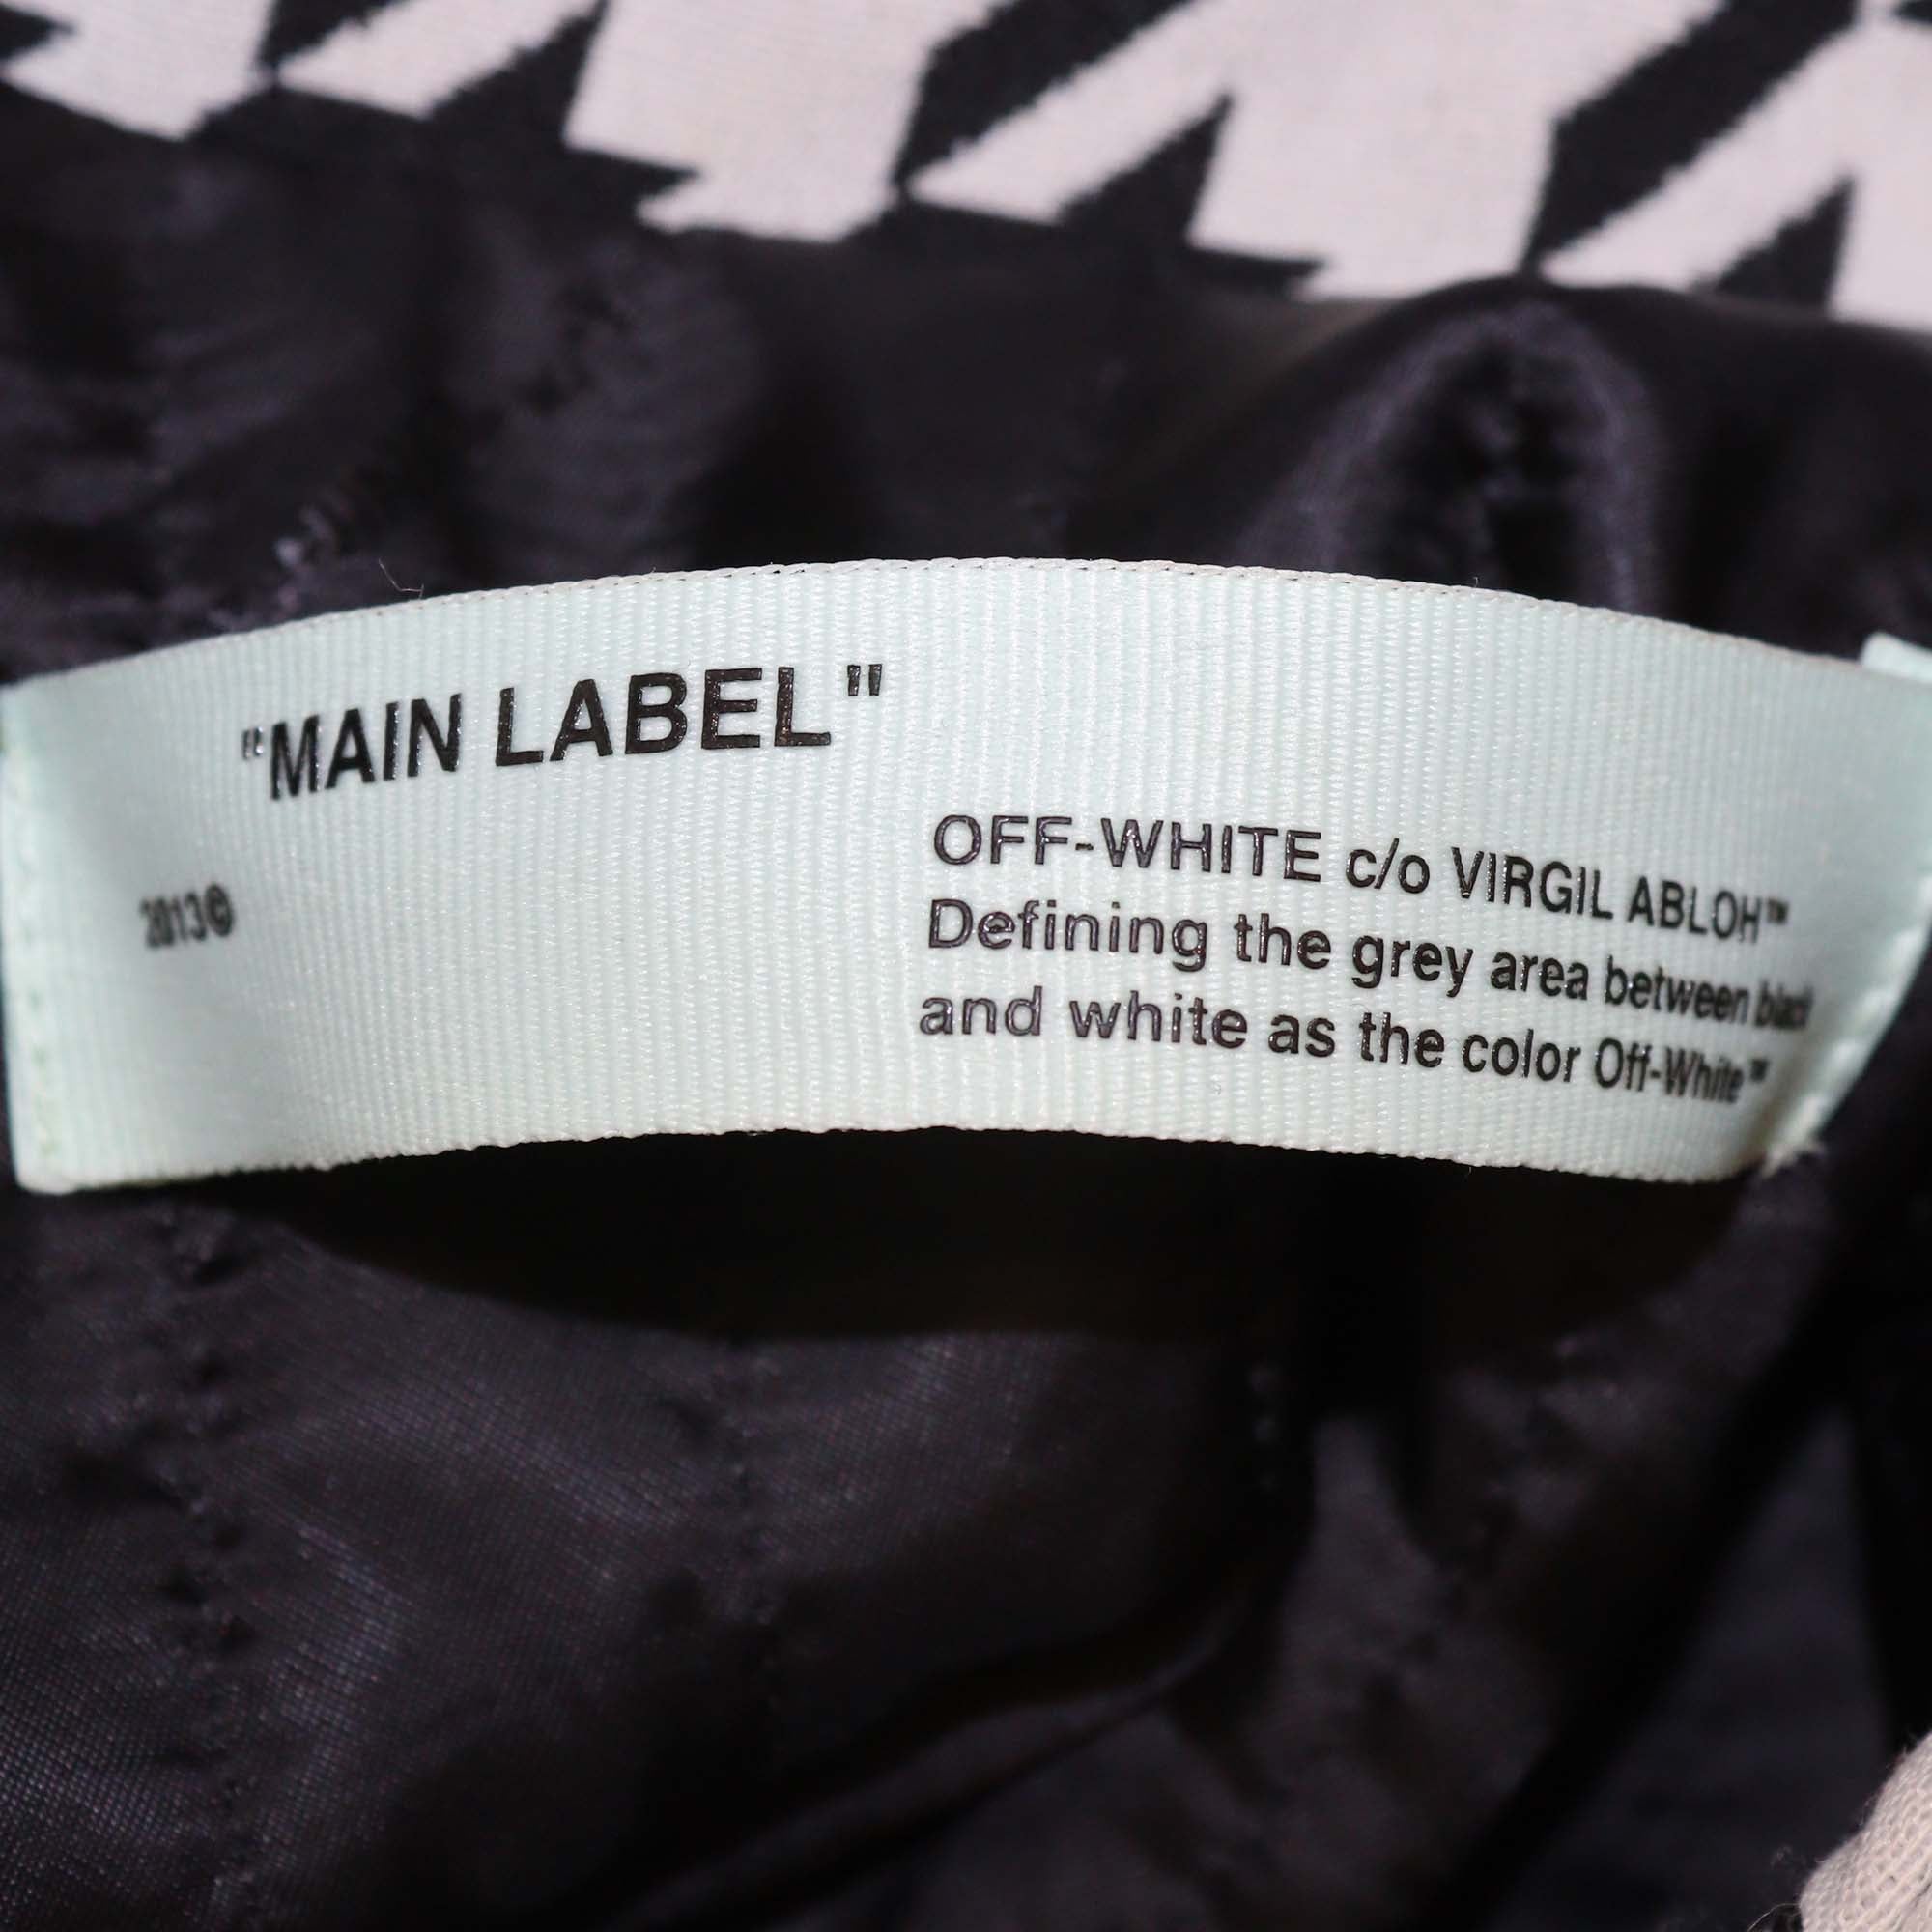 "MAIN LABEL"
2013©
OFF-WHITE c/o VIRGIL ABLOH™
Defining the grey area between black
and white as the color Off-White™